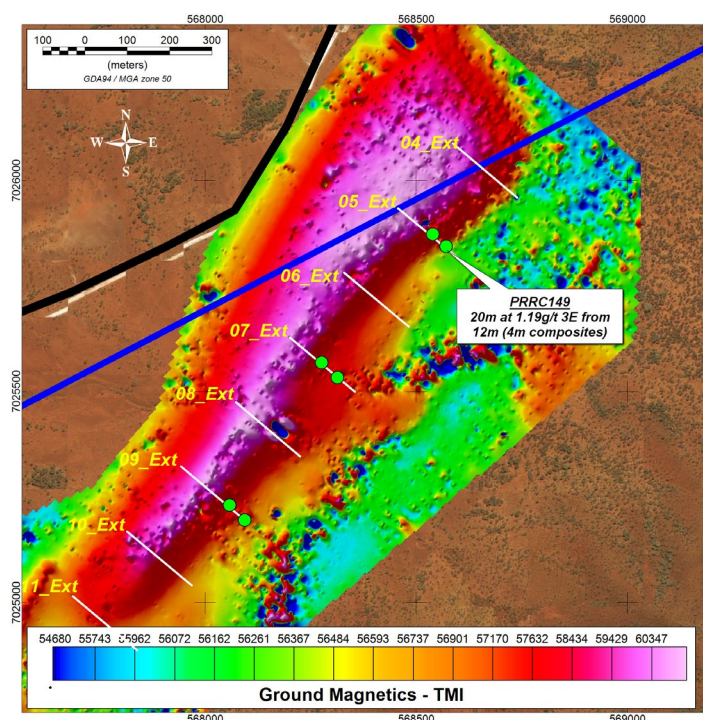 568000 568500 569000
100 0 100 200 300
(meters)
GDA94 / MGA zone 50
N
W E
S
04_Ext
7026000
05_Ext
06_Ext
PRRC149
20m at 1.19g/t 3E from
12m (4m composites)
07_Ext
7025500
08_Ext
09_Ext
10_Ext
1_Ext
7025000
54680 55743 55962 56072 56162 56261 56367 56484 56593 56737 56901 57170 57632 58434 59429 60347
Ground Magnetics - TMI
568000 568500 569000